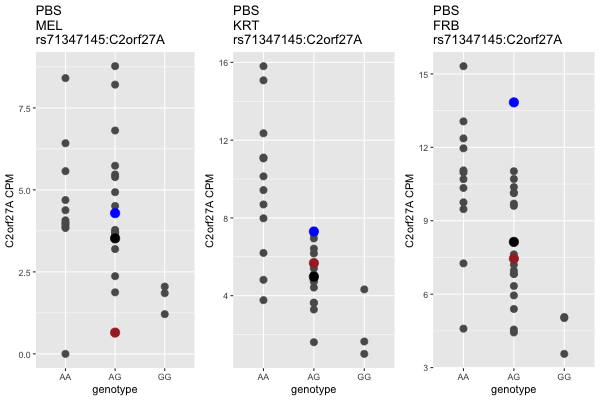 PBS
MEL
rs71347145:C2orf27A
C2orf27A CPM
7.5
5.0
2.5
0.0
AA AG GG
genotype
PBS
KRT
rs71347145:C2orf27A
C2orf27A CPM
16
12
8
4
AA AG GG
genotype
PBS
FRB
rs71347145:C2orf27A
C2orf27A CPM
15
12
9
6
3
AA AG GG
genotype